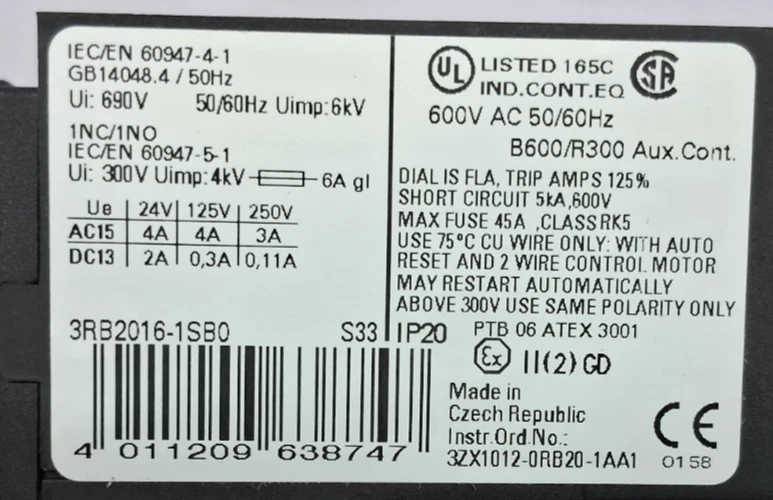 IEC/EN 60947-4-1
GB14048.4 / 50Hz
Ui: 690V 50/60Hz Uimp:6kV
1NC/1NO
IEC/EN 60947-5-1
Ui: 300V Uimp:4kV 6A gl
Ue 24V 125V 250V
AC15 4A 4A 3A
DC13 2A 0,3A 0,11A
3RB2016-1SB0 S33
4 011209 638747
UL LISTED 165C SA
IND.CONT.EQ
600V AC 50/60Hz
B600/R300 Aux.Cont.
DIAL IS FLA, TRIP AMPS 125%
SHORT CIRCUIT 5kA,600V
MAX FUSE 45A ,CLASS RK5
USE 75°C CU WIRE ONLY: WITH AUTO
RESET AND 2 WIRE CONTROL MOTOR
MAY RESTART AUTOMATICALLY
ABOVE 300V USE SAME POLARITY ONLY
IP20 PTB 06 ATEX 3001
Ex II(2) GD
Made in
Czech Republic
Instr.Ord.No.:
3ZX1012-0RB20-1AA1
CE
0158